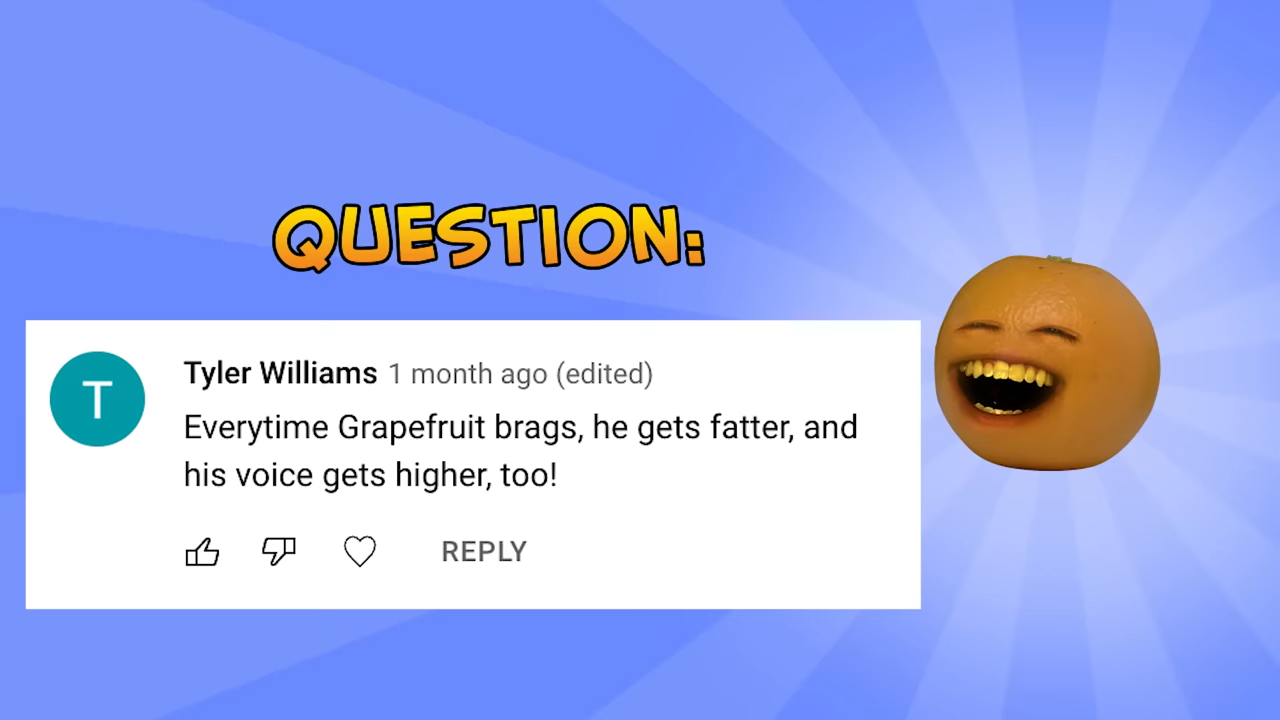 QUESTION:
T
Tyler Williams 1 month ago (edited)
Everytime Grapefruit brags, he gets fatter, and
his voice gets higher, too!
REPLY